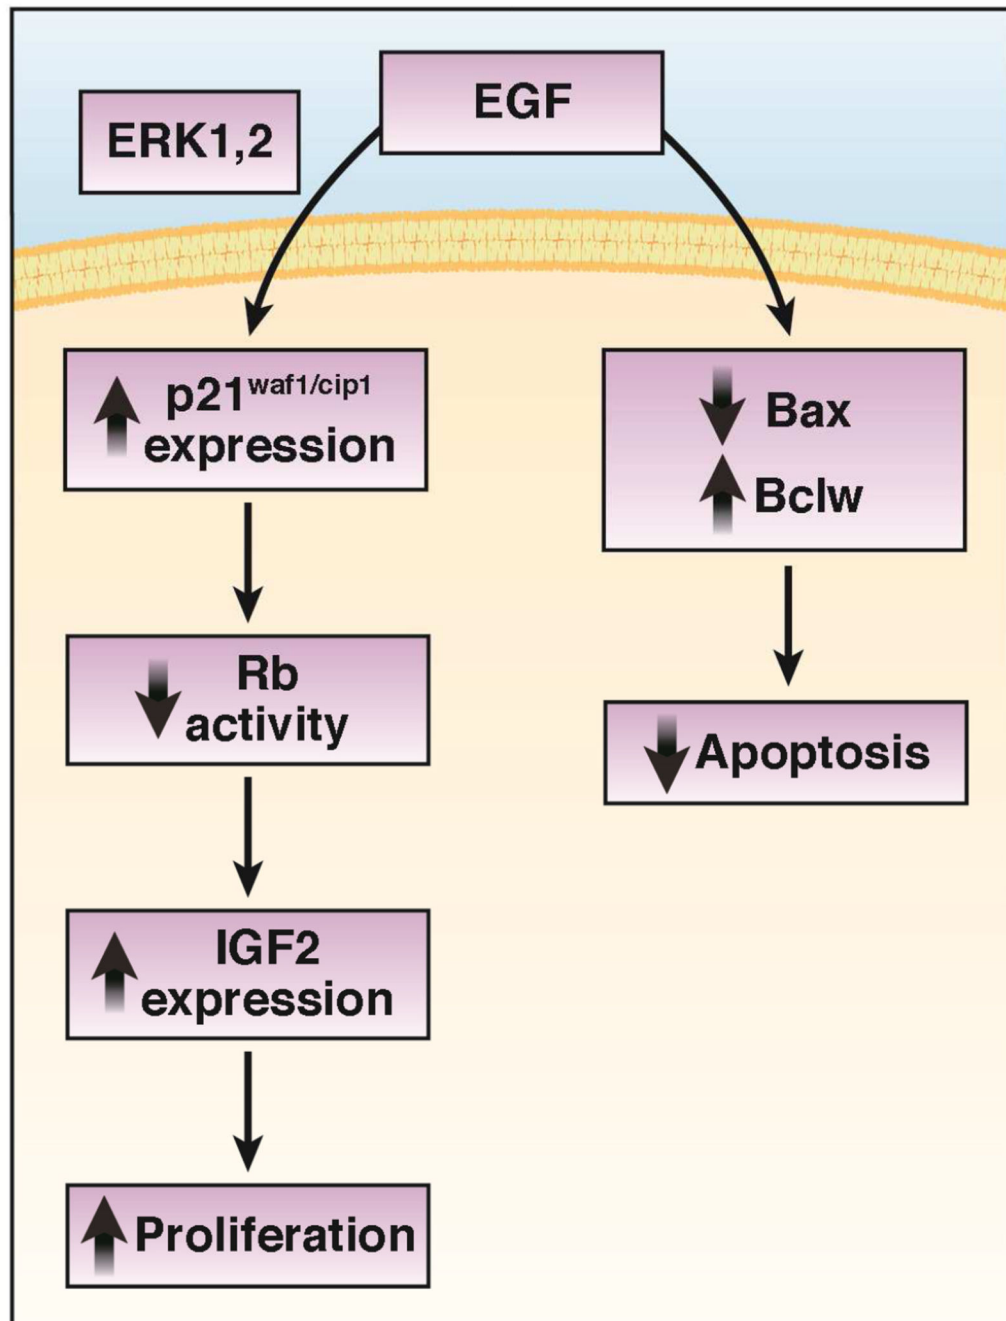 EGF
ERK1,2
p21waf1/cip1
expression
Bax
Bclw
Rb
activity
Apoptosis
IGF2
expression
Proliferation